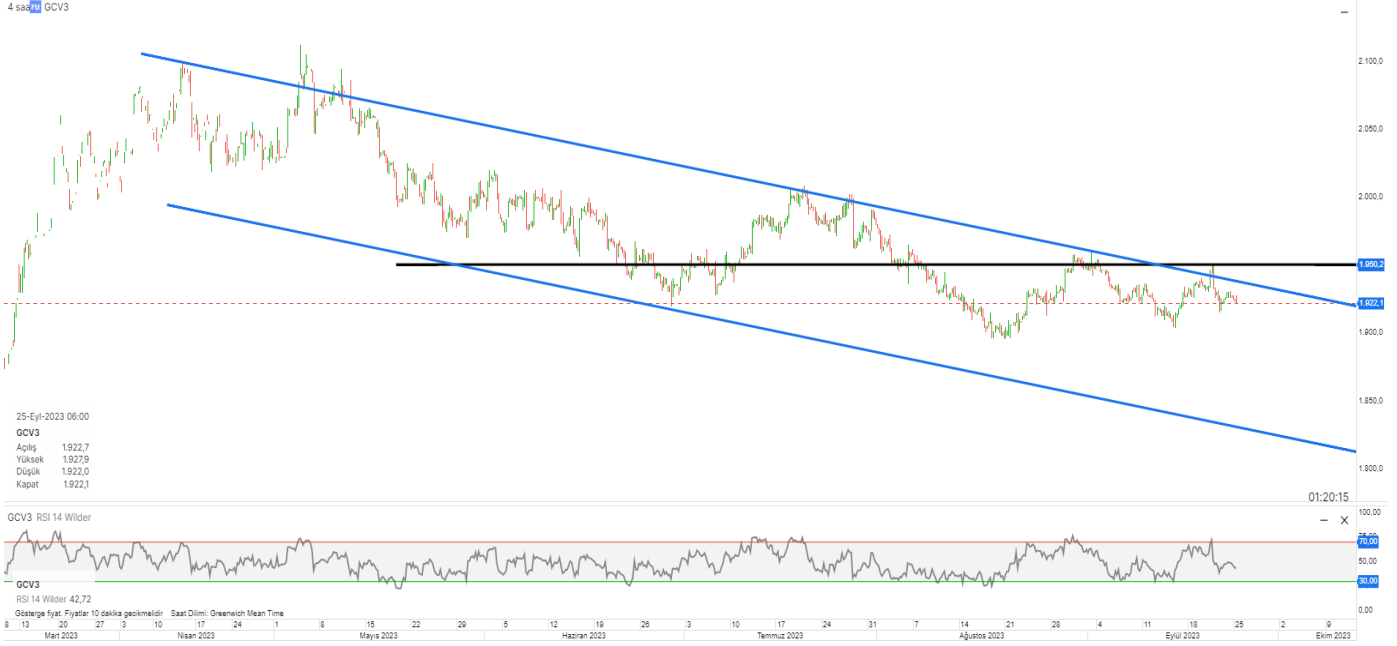 4 saa FU GCV3
2.100,0
2.050,0
2.000,0
1.950,2
1.922,1
1.900,0
1.850,0
1.800,0
25-Eyl-2023 06:00
GCV3
Açılış 1.922,7
Yüksek 1.927,9
Düşük 1.922,0
Kapat 1.922,1
01:20:15
GCV3 RSI 14 Wilder
100.00
70,00
50.00
30,00
0.00
GCV3
RSI 14 Wilder 42,72
Gösterge fiyat. Fiyatlar 10 dakika gecikmelidir Saat Dilimi: Greenwich Mean Time
8 13 20 27 3 10 17 24 1 8 15 22 29 5 12 19 26 3 10 17 24 31 7 14 21 28 4 11 18 25 2 9
Mart 2023 Nisan 2023 Mayıs 2023 Haziran 2023 Temmuz 2023 Ağustos 2023 Eylül 2023 Ekim 2023